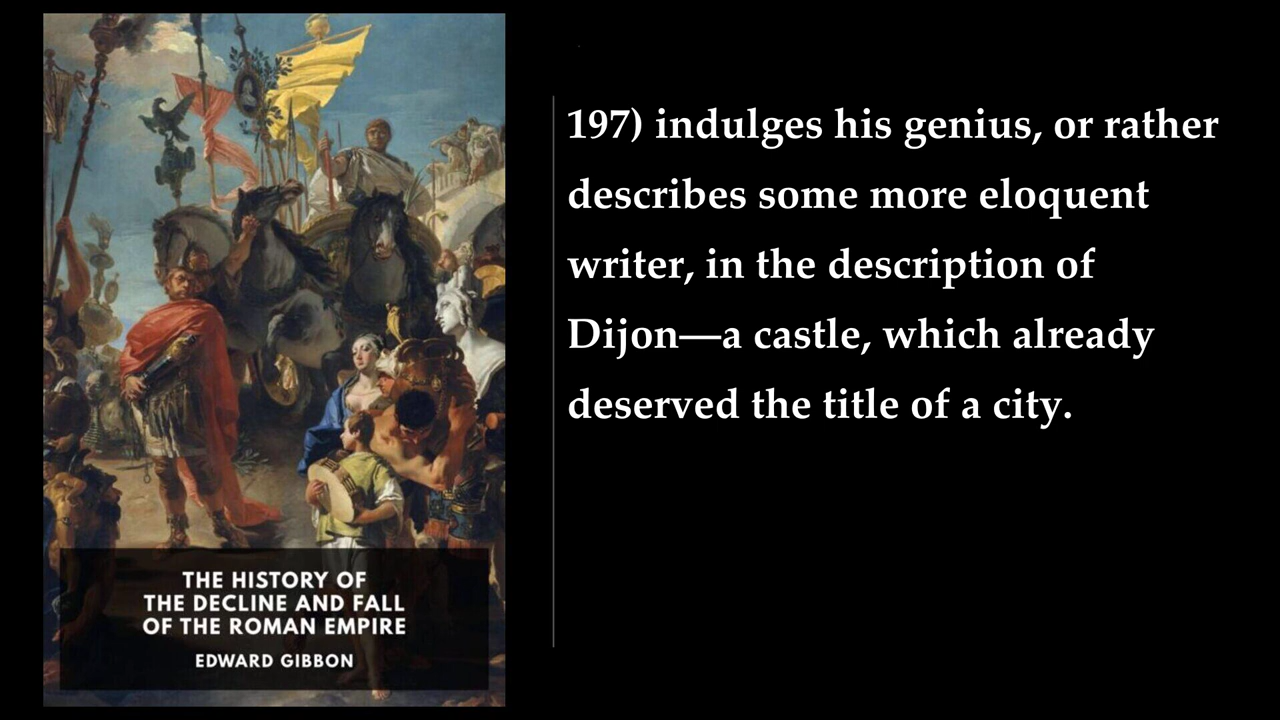 197) indulges his genius, or rather
describes some more eloquent
writer, in the description of
Dijon—a castle, which already
deserved the title of a city.
THE HISTORY OF
THE DECLINE AND FALL
OF THE ROMAN EMPIRE
EDWARD GIBBON